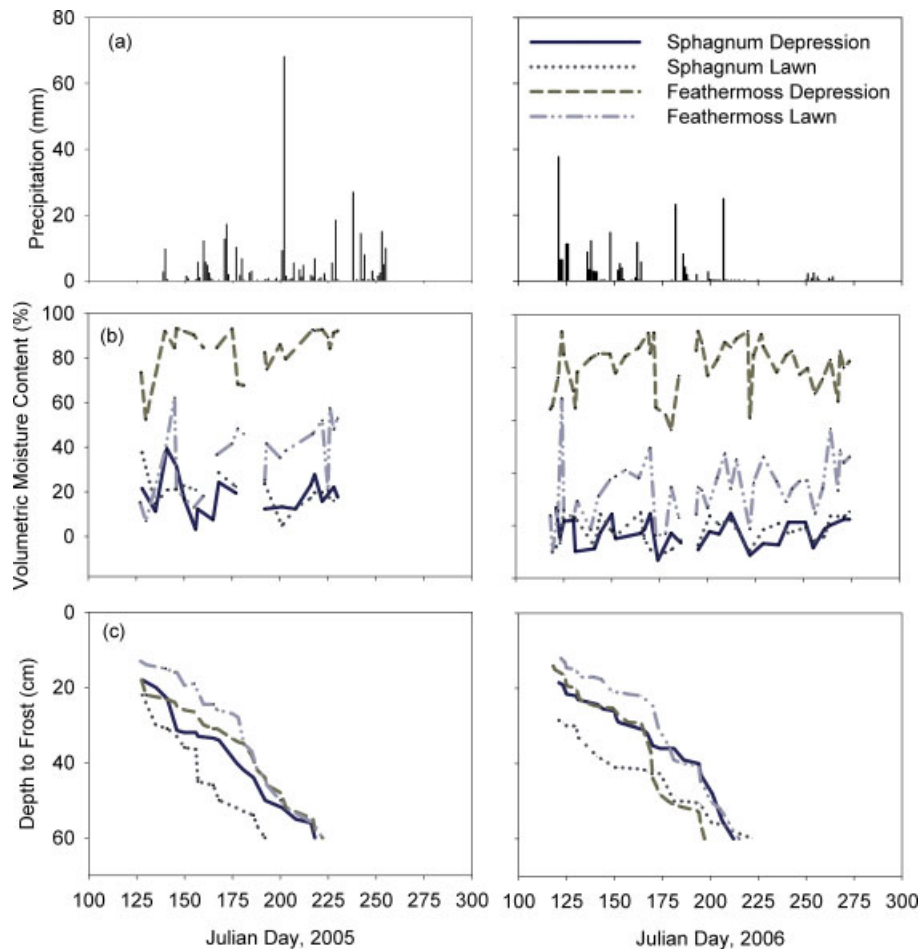 (a)
80
60
40
20
0
Precipitation (mm)
Sphagnum Depression
Sphagnum Lawn
Feathermoss Depression
Feathermoss Lawn
(b)
100
80
60
40
20
0
Volumetric Moisture Content (%)
(c)
0
20
40
60
Depth to Frost (cm)
100 125 150 175 200 225 250 275 300
100 125 150 175 200 225 250 275 300
Julian Day, 2005
Julian Day, 2006